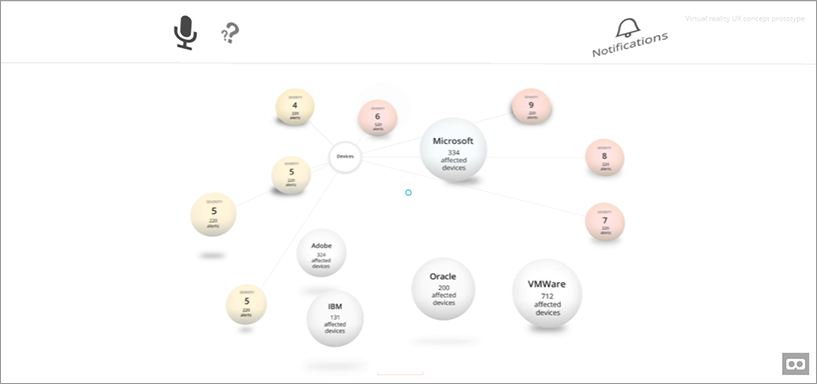 Virtual reality UX concept prototype
??
Notifications
SEVERITY
4
220
alerts
SEVERITY
6
520
alerts
SEVERITY
9
220
alerts
Microsoft
334
affected
devices
Devices
SEVERITY
8
220
alerts
SEVERITY
5
220
alerts
SEVERITY
5
220
alerts
SEVERITY
7
220
alerts
Adobe
324
affected
devices
Oracle
200
affected
devices
VMWare
712
affected
devices
SEVERITY
5
220
alerts
IBM
131
affected
devices